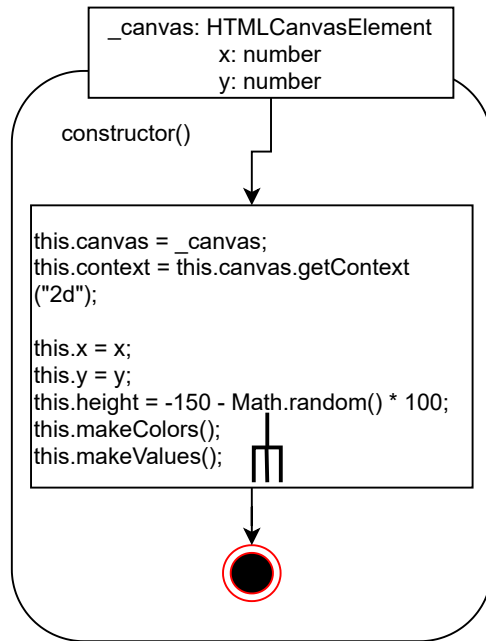 _canvas: HTMLCanvasElement
x: number
y: number
constructor()
this.canvas = _canvas;
this.context = this.canvas.getContext
("2d");
this.x = x;
this.y = y;
this.height = -150 - Math.random() * 100;
this.makeColors();
this.makeValues();